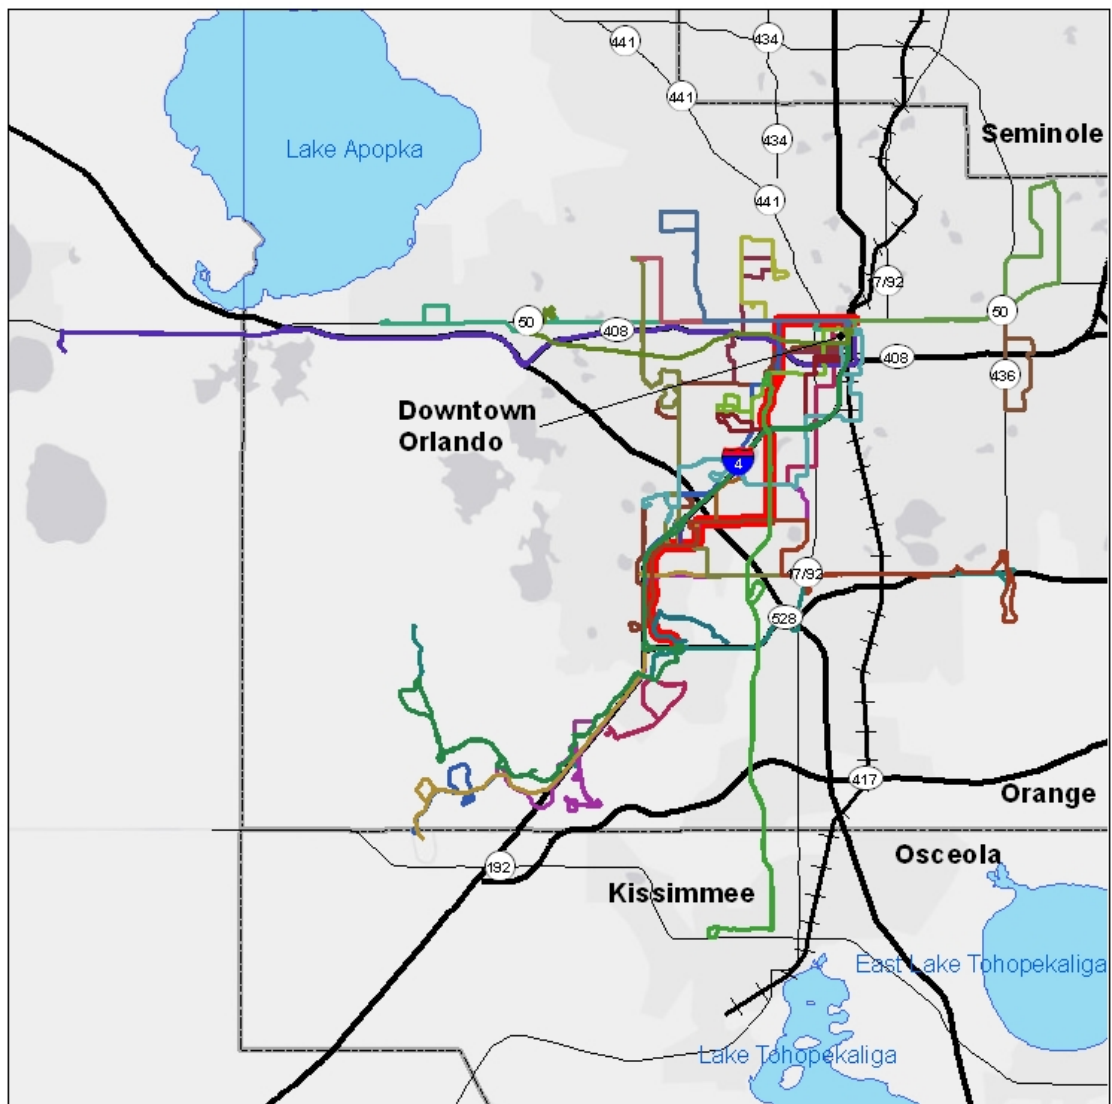 441
434
441
Seminole
434
Lake Apopka
441
17/92
50
50
408
408
436
Downtown
Orlando
4
17/92
528
417
Orange
Osceola
192
Kissimmee
East Lake Tohopekaliga
Lake Tohopekaliga